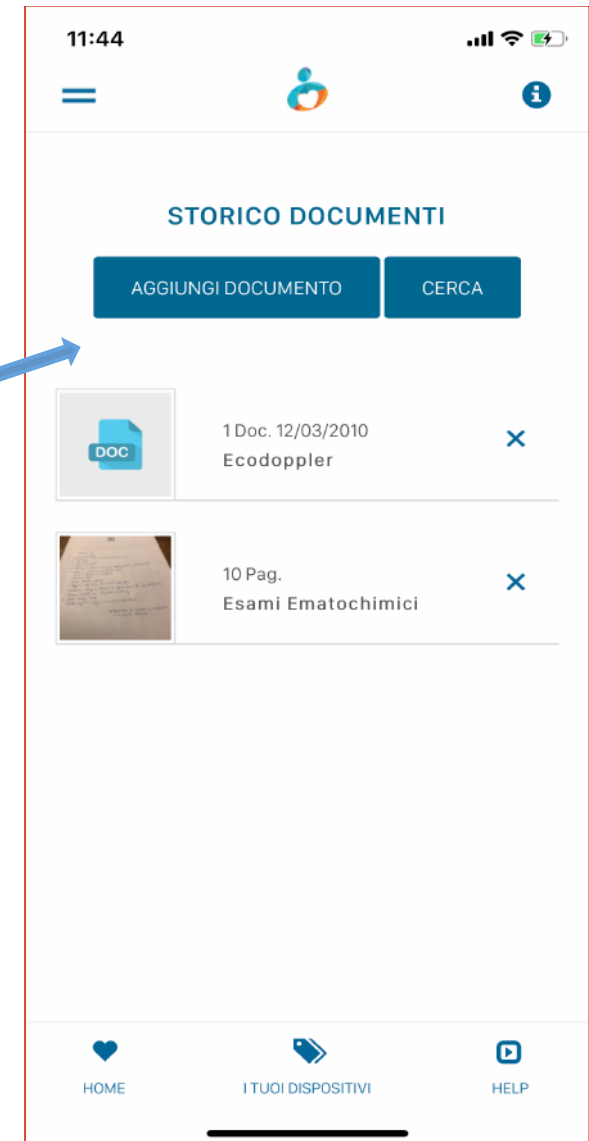 11:44
STORICO DOCUMENTI
AGGIUNGI DOCUMENTO CERCA
DOC
1 Doc. 12/03/2010
Ecodoppler
10 Pag.
Esami Ematochimici
HOME I TUOI DISPOSITIVI HELP